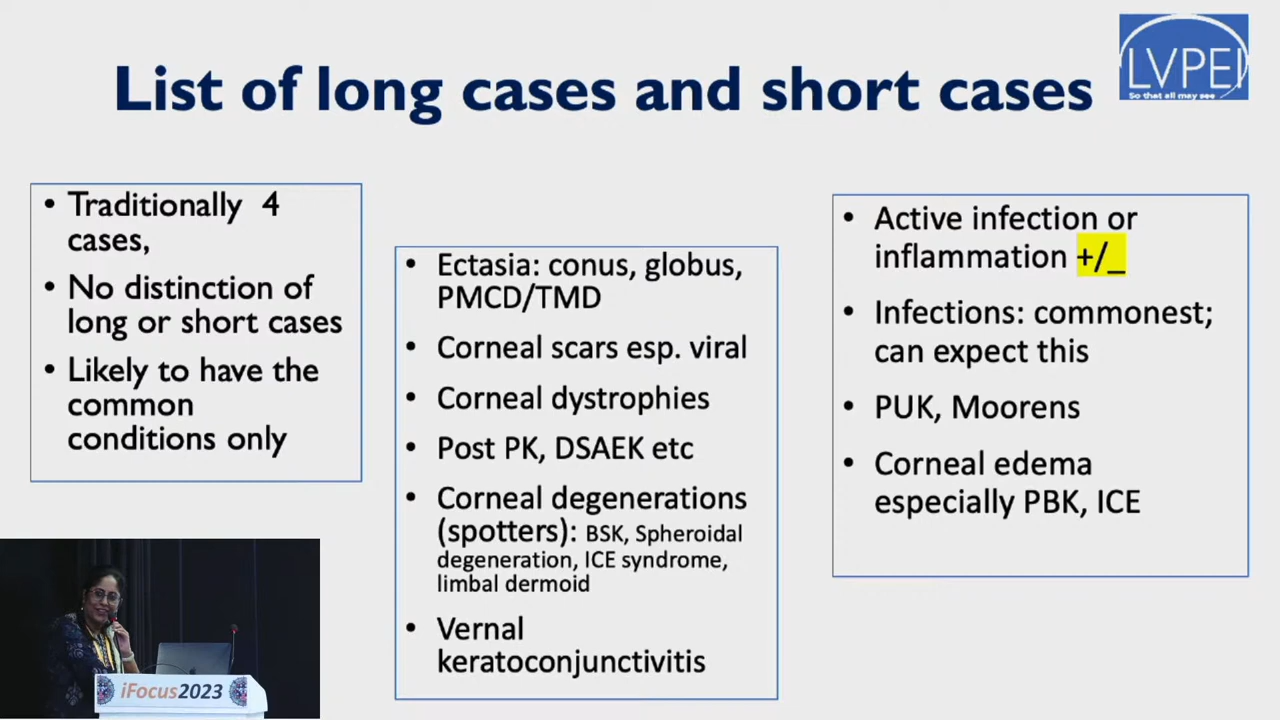 List of long cases and short cases
LVPEI
So that all may see
• Traditionally 4
cases,
• No distinction of
long or short cases
• Likely to have the
common
conditions only
• Ectasia: conus, globus,
PMCD/TMD
• Corneal scars esp. viral
• Corneal dystrophies
• Post PK, DSAEK etc
• Corneal degenerations
(spotters): BSK, Spheroidal
degeneration, ICE syndrome,
limbal dermoid
• Vernal
keratoconjunctivitis
• Active infection or
inflammation +/_
• Infections: commonest;
can expect this
• PUK, Moorens
• Corneal edema
especially PBK, ICE
iFocus2023